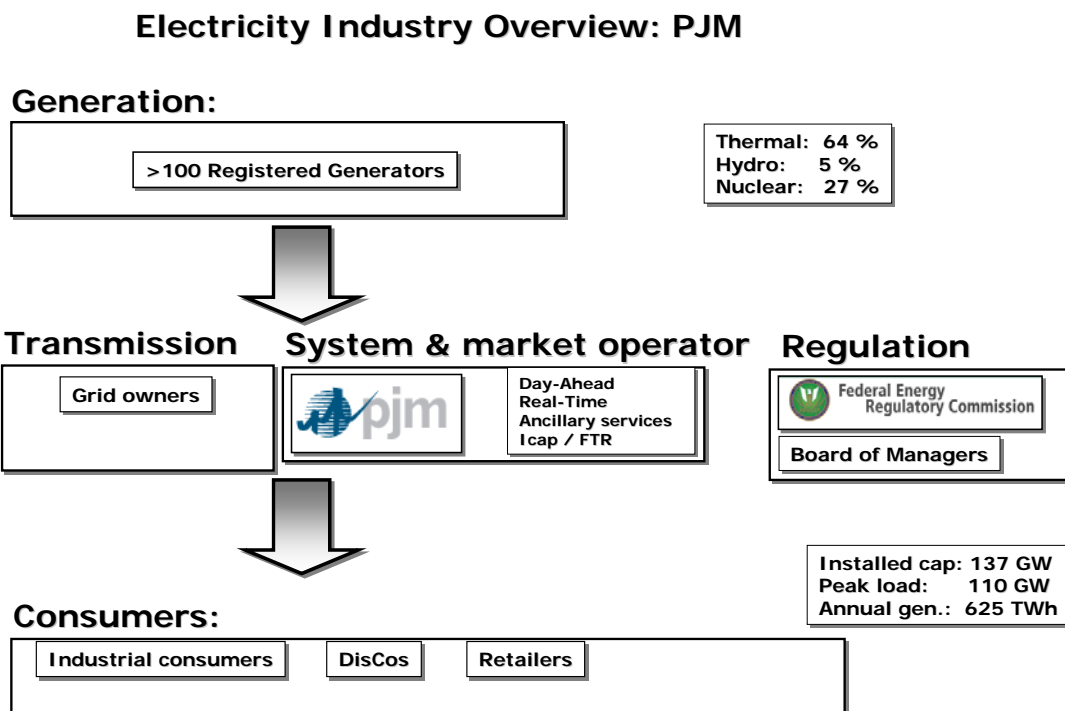 Electricity Industry Overview: PJM
Generation:
>100 Registered Generators
Thermal: 64 %
Hydro: 5 %
Nuclear: 27 %
Transmission
Grid owners
System & market operator
pjm
Day-Ahead
Real-Time
Ancillary services
Icap / FTR
Regulation
Federal Energy
Regulatory Commission
Board of Managers
Installed cap: 137 GW
Peak load: 110 GW
Annual gen.: 625 TWh
Consumers:
Industrial consumers
DisCos
Retailers